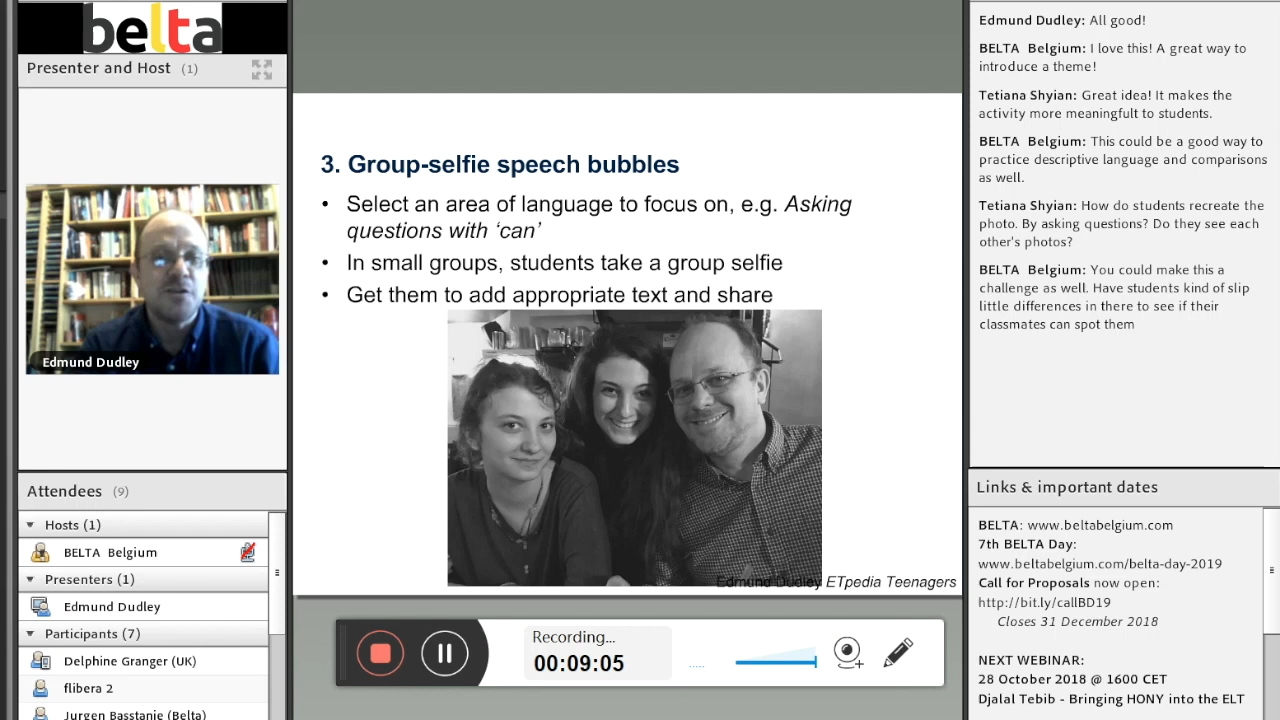 belta
Presenter and Host (1)
Edmund Dudley
Attendees (9)
Hosts (1)
BELTA Belgium
Presenters (1)
Edmund Dudley
Participants (7)
Delphine Granger (UK)
flibera 2
Jurgen Basstanie (Belta)
3. Group-selfie speech bubbles
• Select an area of language to focus on, e.g. Asking
questions with ‘can’
• In small groups, students take a group selfie
• Get them to add appropriate text and share
Edmund Dudley ETpedia Teenagers
Recording...
00:09:05
Edmund Dudley: All good!
BELTA Belgium: I love this! A great way to
introduce a theme!
Tetiana Shyian: Great idea! It makes the
activity more meaningfult to students.
BELTA Belgium: This could be a good way to
practice descriptive language and comparisons
as well.
Tetiana Shyian: How do students recreate the
photo. By asking questions? Do they see each
other's photos?
BELTA Belgium: You could make this a
challenge as well. Have students kind of slip
little differences in there to see if their
classmates can spot them
Links & important dates
BELTA: www.beltabelgium.com
7th BELTA Day:
www.beltabelgium.com/belta-day-2019
Call for Proposals now open:
http://bit.ly/callBD19
Closes 31 December 2018
NEXT WEBINAR:
28 October 2018 @ 1600 CET
Djalal Tebib - Bringing HONY into the ELT